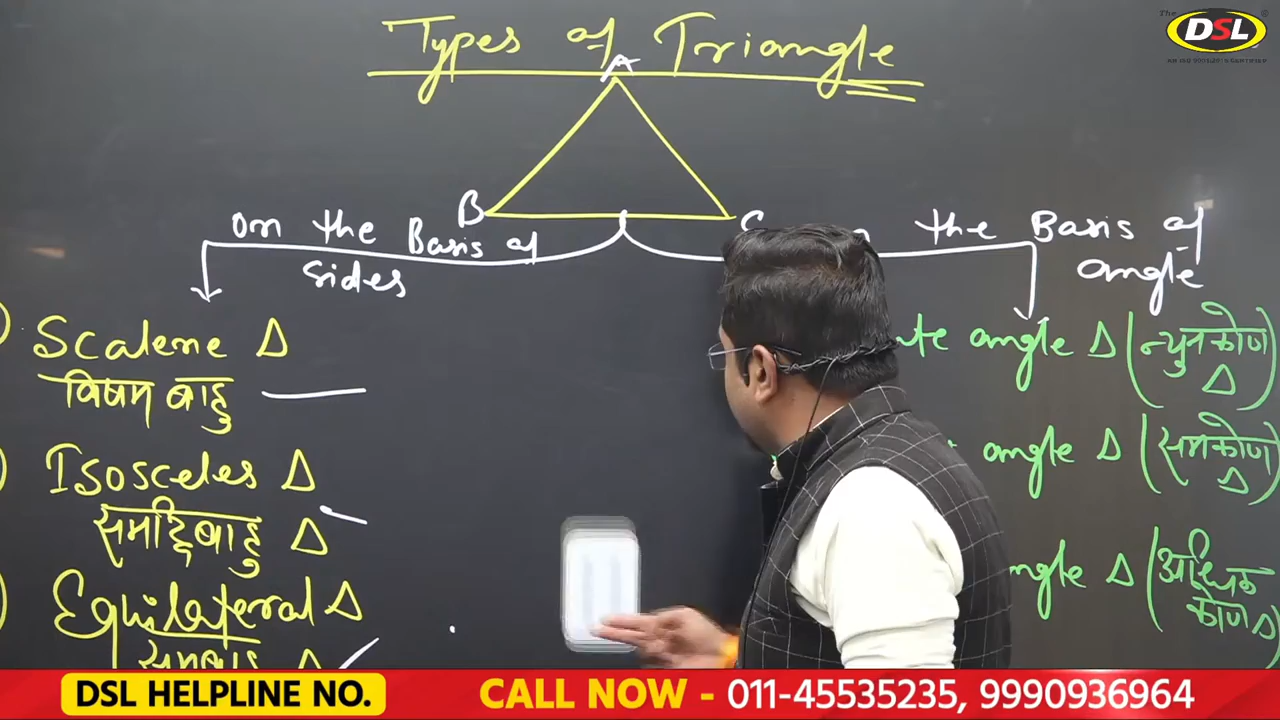 Types of Triangle
A
B
on the Basis of
sides
the Basis of
angle
Scalene Δ
विषम बाहु
Isosceles Δ
समद्विबाहु Δ
Equilateral Δ
समबाहु Δ
angle Δ (न्युनकोण
Δ)
angle Δ (समकोण
Δ)
angle Δ (अधिक
कोण Δ)
DSL
DSL HELPLINE NO.
CALL NOW - 011-45535235, 9990936964